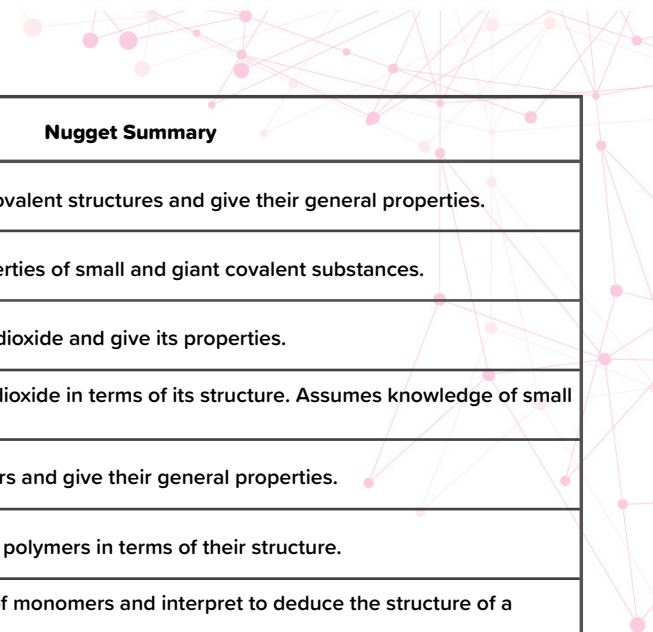 Nugget Summary
ovalent structures and give their general properties.
erties of small and giant covalent substances.
dioxide and give its properties.
dioxide in terms of its structure. Assumes knowledge of small
rs and give their general properties.
polymers in terms of their structure.
of monomers and interpret to deduce the structure of a